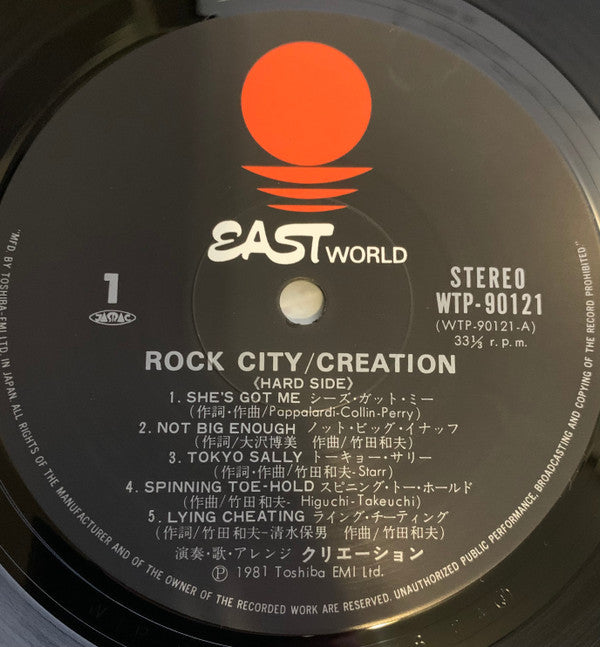 EAST WORLD
1
JASRAC
STEREO
WTP-90121
(WTP-90121-A)
33⅓ r.p.m.
ROCK CITY/CREATION
《HARD SIDE》
1. SHE'S GOT ME シーズ・ガット・ミー
(作詞・作曲/Pappalardi-Collin-Perry)
2. NOT BIG ENOUGH ノット・ビッグ・イナッフ
(作詞/大沢博美 作曲/竹田和夫)
3. TOKYO SALLY トーキョー・サリー
(作詞・作曲/竹田和夫-Starr)
4. SPINNING TOE-HOLD スピニング・トー・ホールド
(作曲/竹田和夫- Higuchi-Takeuchi)
5. LYING CHEATING ライング・チーティング
(作詞/竹田和夫-清水保男 作曲/竹田和夫)
演奏・歌・アレンジ クリエーション
Ⓟ 1981 Toshiba EMI Ltd.
"MFD. BY TOSHIBA-EMI LTD. IN JAPAN. ALL RIGHTS OF THE MANUFACTURER AND OF THE OWNER OF THE RECORDED WORK ARE RESERVED. UNAUTHORIZED PUBLIC PERFORMANCE, BROADCASTING AND COPYING OF THE RECORD PROHIBITED."